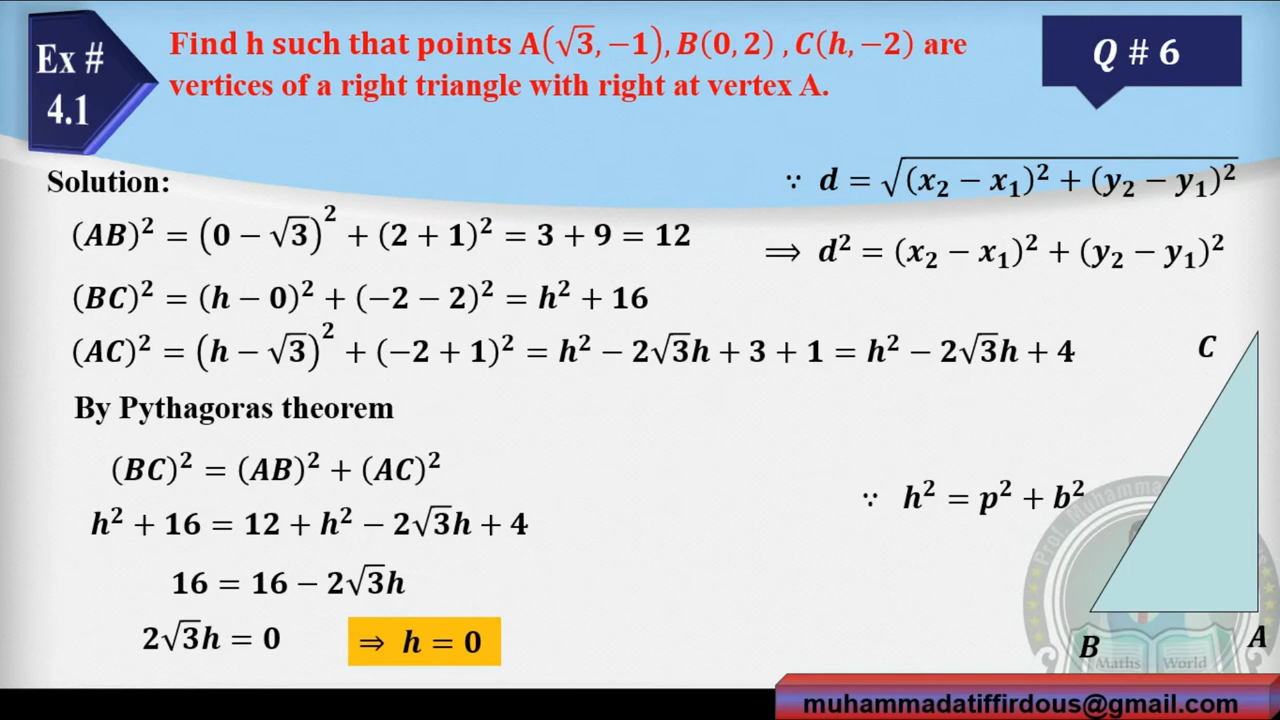 Ex #
4.1
Find h such that points A(√3, −1), B(0, 2) , C(h, −2) are
vertices of a right triangle with right at vertex A.
Q # 6
Solution:
∵ d = √((x₂ − x₁)² + (y₂ − y₁)²)
(AB)² = (0 − √3)² + (2 + 1)² = 3 + 9 = 12
⟹ d² = (x₂ − x₁)² + (y₂ − y₁)²
(BC)² = (h − 0)² + (−2 − 2)² = h² + 16
(AC)² = (h − √3)² + (−2 + 1)² = h² − 2√3h + 3 + 1 = h² − 2√3h + 4
C
By Pythagoras theorem
(BC)² = (AB)² + (AC)²
∵ h² = p² + b²
h² + 16 = 12 + h² − 2√3h + 4
16 = 16 − 2√3h
2√3h = 0
⇒ h = 0
B
A
Prof. Muhammad
Maths World
muhammadatiffirdous@gmail.com